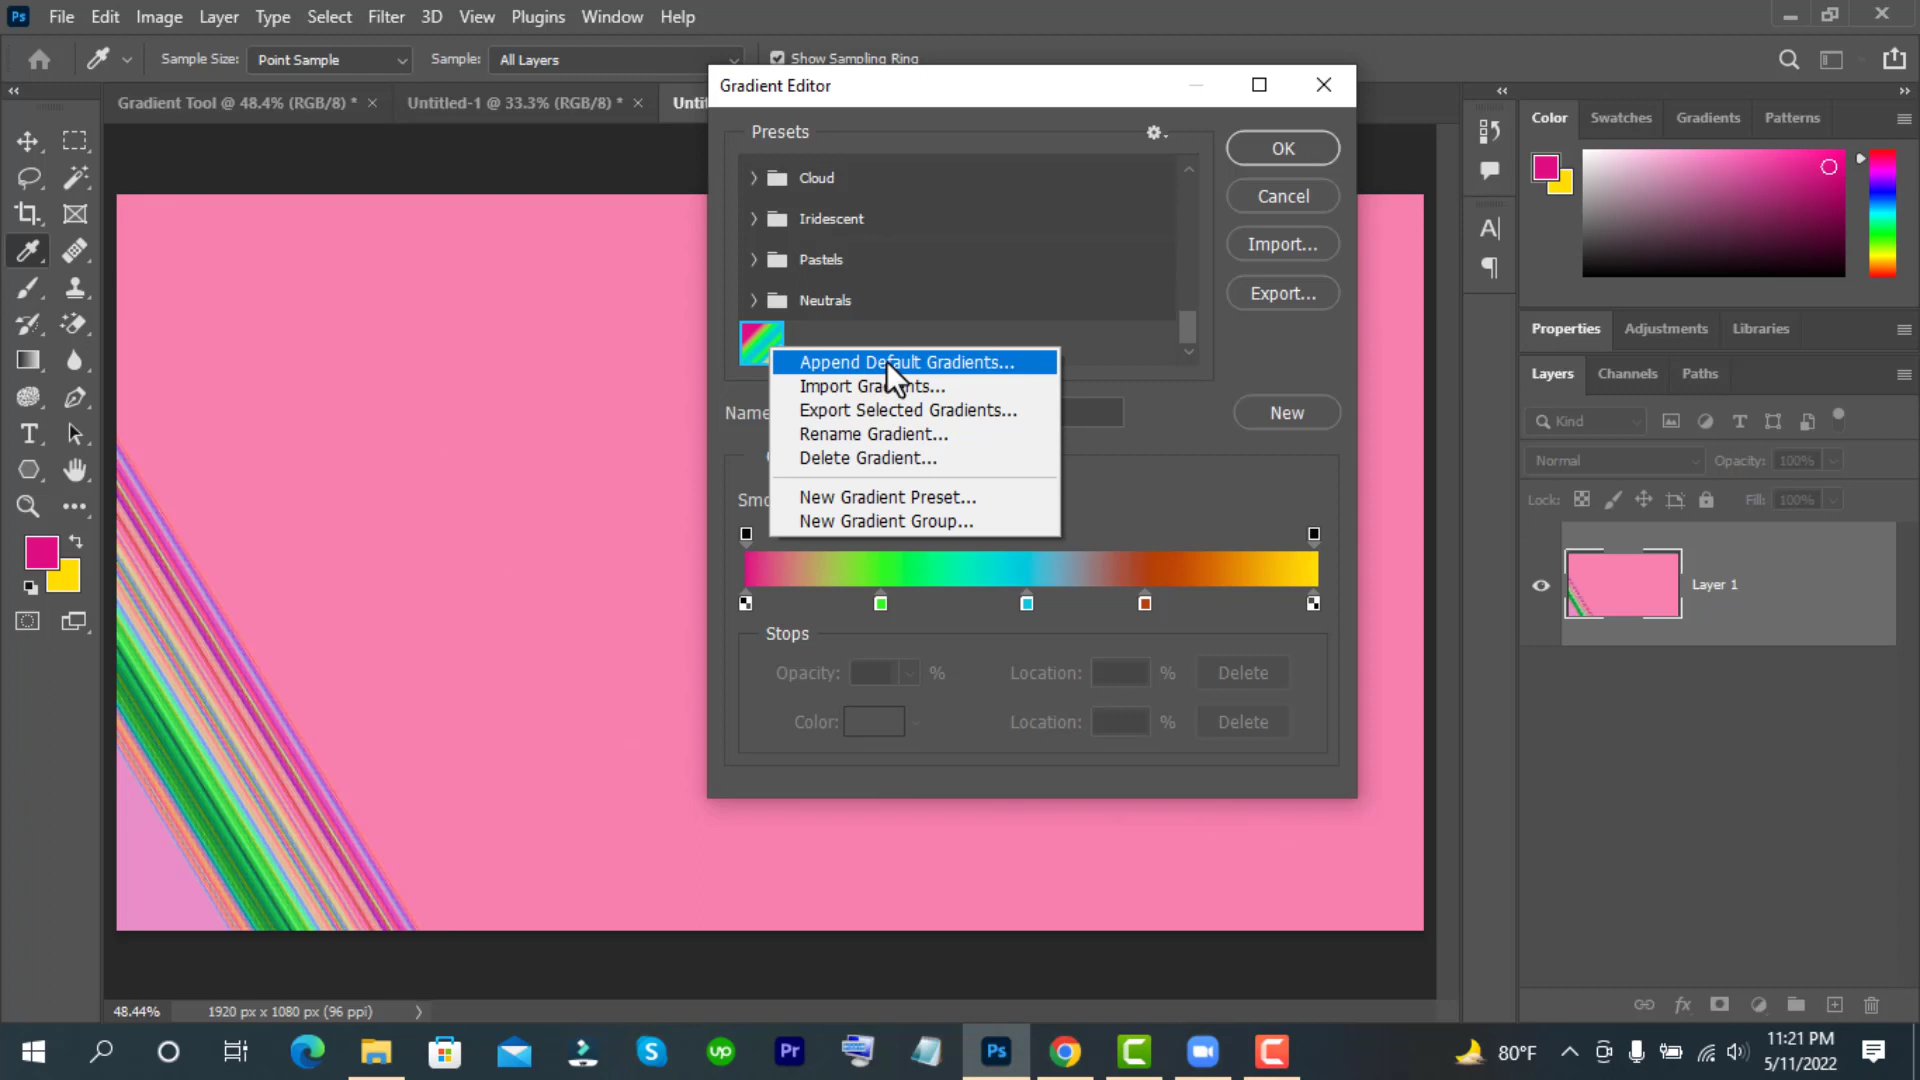 Ps File Edit Image Layer Type Select Filter 3D View Plugins Window Help
Sample Size: Point Sample Sample: All Layers Show Sampling Ring
Gradient Editor
Gradient Tool @ 48.4% (RGB/8) * Untitled-1 @ 33.3% (RGB/8) *
Presets
Cloud
Iridescent
Pastels
Neutrals
OK
Cancel
Import...
Export...
Append Default Gradients...
Import Gradients...
Export Selected Gradients...
Rename Gradient...
Delete Gradient...
New Gradient Preset...
New Gradient Group...
Name
New
Stops
Opacity: % Location: % Delete
Color: Location: % Delete
Color Swatches Gradients Patterns
Properties Adjustments Libraries
Layers Channels Paths
Kind
Normal Opacity: 100%
Lock: Fill: 100%
Layer 1
48.44% 1920 px x 1080 px (96 ppi)
up Pr Ps
80°F
11:21 PM
5/11/2022